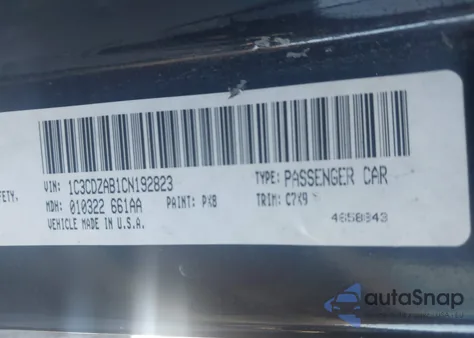 VIN: 1C3CDZAB1CN192823 TYPE: PASSENGER CAR
FETY. MDH: 010322 661AA PAINT: PXB TRIM: C7X9
VEHICLE MADE IN U.S.A. 4658843
autoSnap